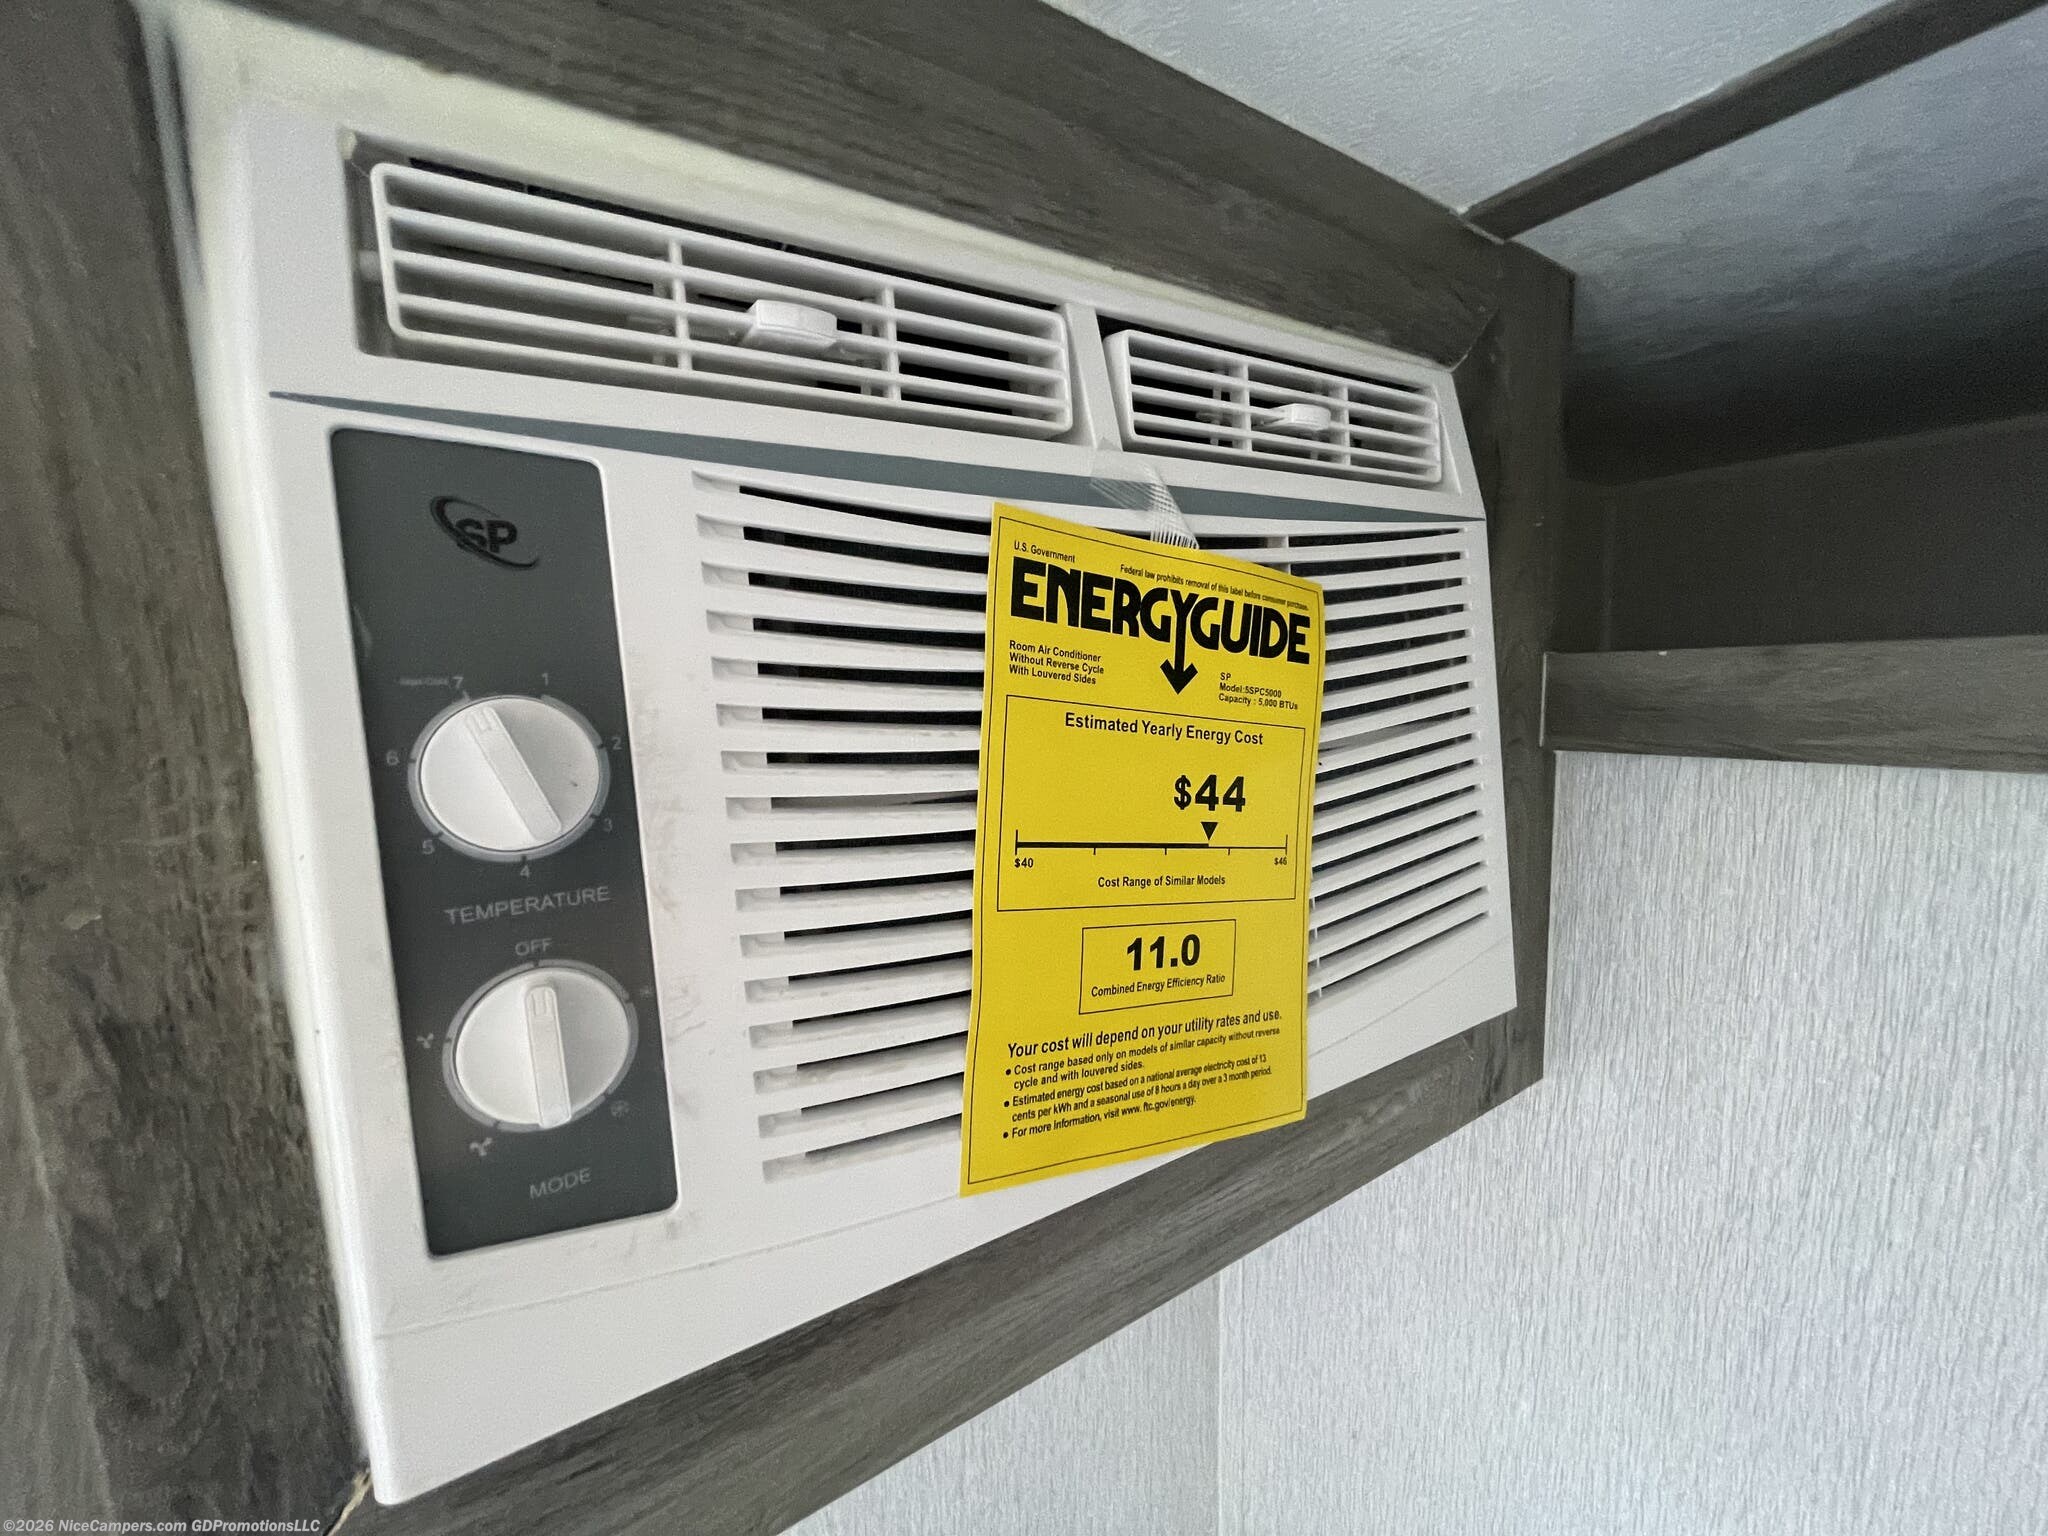 SP
7
1
2
3
4
5
6
TEMPERATURE
OFF
MODE
U.S. Government
Federal law prohibits removal of this label before consumer purchase.
ENERGYGUIDE
Room Air Conditioner
Without Reverse Cycle
With Louvered Sides
SP
Model:5SPC5000
Capacity : 5,000 BTUs
Estimated Yearly Energy Cost
$44
$40
$46
Cost Range of Similar Models
11.0
Combined Energy Efficiency Ratio
Your cost will depend on your utility rates and use.
● Cost range based only on models of similar capacity without reverse
cycle and with louvered sides.
● Estimated energy cost based on a national average electricity cost of 13
cents per kWh and a seasonal use of 8 hours a day over a 3 month period.
● For more Information, visit www. ftc.gov/energy.
©2026 NiceCampers.com GDPromotionsLLC